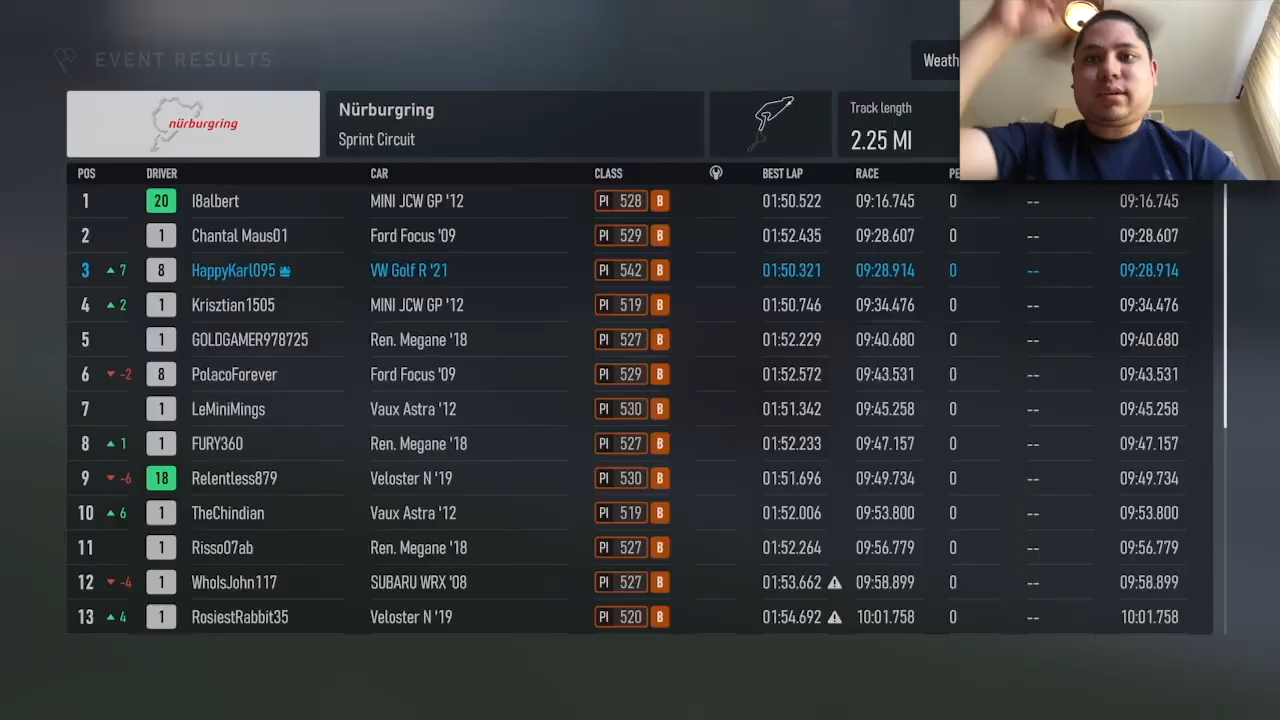 EVENT RESULTS
Weath
nürburgring
Nürburgring
Sprint Circuit
Track length
2.25 MI
POS DRIVER CAR CLASS BEST LAP RACE PE
1 20 I8albert MINI JCW GP '12 PI 528 B 01:50.522 09:16.745 0 -- 09:16.745
2 1 Chantal Maus01 Ford Focus '09 PI 529 B 01:52.435 09:28.607 0 -- 09:28.607
3 7 8 HappyKarl095 VW Golf R '21 PI 542 B 01:50.321 09:28.914 0 -- 09:28.914
4 2 1 Krisztian1505 MINI JCW GP '12 PI 519 B 01:50.746 09:34.476 0 -- 09:34.476
5 1 GOLDGAMER978725 Ren. Megane '18 PI 527 B 01:52.229 09:40.680 0 -- 09:40.680
6 -2 8 PolacoForever Ford Focus '09 PI 529 B 01:52.572 09:43.531 0 -- 09:43.531
7 1 LeMiniMings Vaux Astra '12 PI 530 B 01:51.342 09:45.258 0 -- 09:45.258
8 1 1 FURY360 Ren. Megane '18 PI 527 B 01:52.233 09:47.157 0 -- 09:47.157
9 -6 18 Relentless879 Veloster N '19 PI 530 B 01:51.696 09:49.734 0 -- 09:49.734
10 6 1 TheChindian Vaux Astra '12 PI 519 B 01:52.006 09:53.800 0 -- 09:53.800
11 1 Risso07ab Ren. Megane '18 PI 527 B 01:52.264 09:56.779 0 -- 09:56.779
12 -4 1 WhoIsJohn117 SUBARU WRX '08 PI 527 B 01:53.662 09:58.899 0 -- 09:58.899
13 4 1 RosiestRabbit35 Veloster N '19 PI 520 B 01:54.692 10:01.758 0 -- 10:01.758